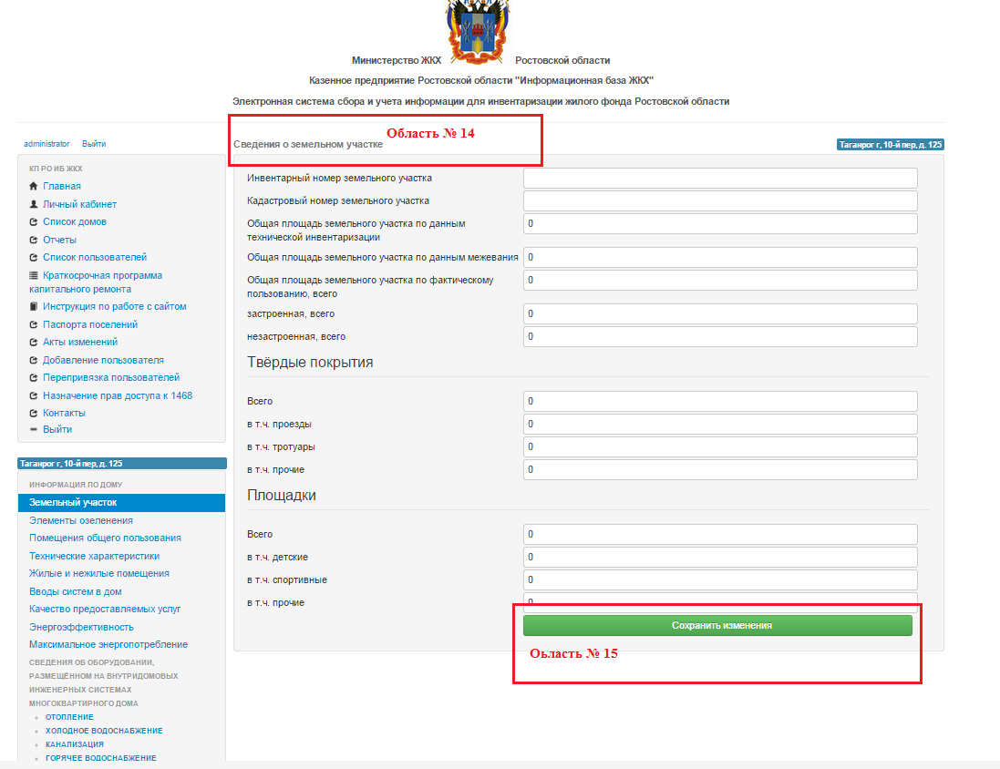 Министерство ЖКХ Ростовской области
Казенное предприятие Ростовской области "Информационная база ЖКХ"
Электронная система сбора и учета информации для инвентаризации жилого фонда Ростовской области
administrator Выйти
Область № 14
Сведения о земельном участке
Таганрог г, 10-й пер, д. 125
КП РО ИБ ЖКХ
Главная
Личный кабинет
Список домов
Отчеты
Список пользователей
Краткосрочная программа
капитального ремонта
Инструкция по работе с сайтом
Паспорта поселений
Акты изменений
Добавление пользователя
Перепривязка пользователей
Назначение прав доступа к 1468
Контакты
Выйти
Таганрог г, 10-й пер, д. 125
ИНФОРМАЦИЯ ПО ДОМУ
Земельный участок
Элементы озеленения
Помещения общего пользования
Технические характеристики
Жилые и нежилые помещения
Вводы систем в дом
Качество предоставляемых услуг
Энергоэффективность
Максимальное энергопотребление
СВЕДЕНИЯ ОБ ОБОРУДОВАНИИ,
РАЗМЕЩЁННОМ НА ВНУТРИДОМОВЫХ
ИНЖЕНЕРНЫХ СИСТЕМАХ
МНОГОКВАРТИРНОГО ДОМА
ОТОПЛЕНИЕ
ХОЛОДНОЕ ВОДОСНАБЖЕНИЕ
КАНАЛИЗАЦИЯ
ГОРЯЧЕЕ ВОДОСНАБЖЕНИЕ
Инвентарный номер земельного участка
Кадастровый номер земельного участка
Общая площадь земельного участка по данным
технической инвентаризации
0
Общая площадь земельного участка по данным межевания 0
Общая площадь земельного участка по фактическому
пользованию, всего
0
застроенная, всего 0
незастроенная, всего 0
Твёрдые покрытия
Всего 0
в т.ч. проезды 0
в т.ч. тротуары 0
в т.ч. прочие 0
Площадки
Всего 0
в т.ч. детские 0
в т.ч. спортивные 0
в т.ч. прочие 0
Сохранить изменения
Оьласть № 15